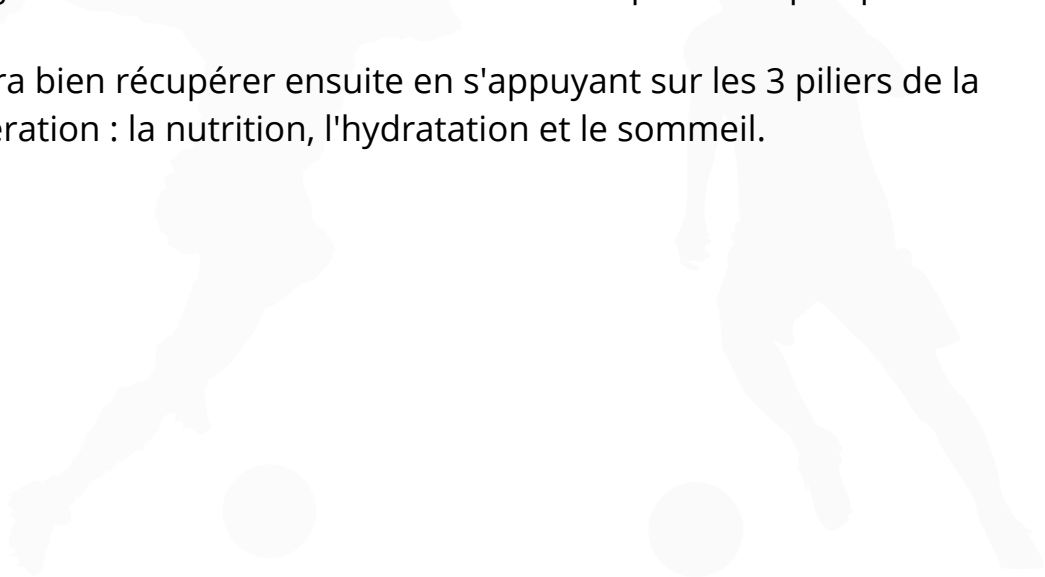 ra bien récupérer ensuite en s'appuyant sur les 3 piliers de la
ération : la nutrition, l'hydratation et le sommeil.